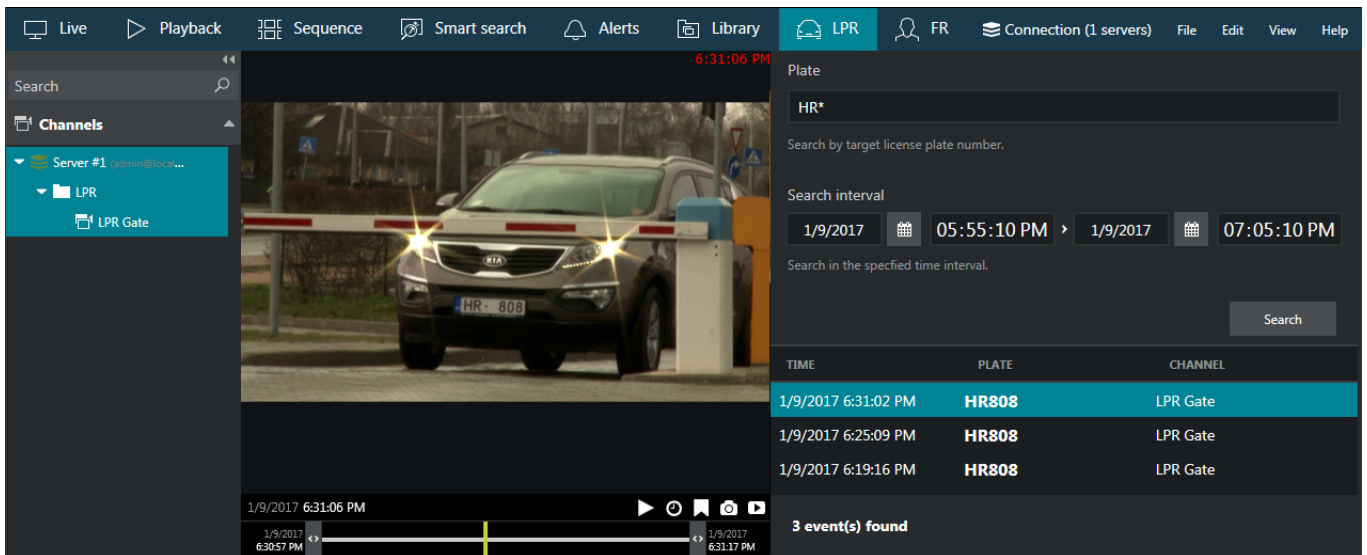 Live
Playback
Sequence
Smart search
Alerts
Library
LPR
FR
Connection (1 servers)
File
Edit
View
Help
Search
Channels
Server #1 (admin@local...
LPR
LPR Gate
6:31:06 PM
KIA
HR- 808
1/9/2017 6:31:06 PM
1/9/2017
6:30:57 PM
1/9/2017
6:31:17 PM
Plate
HR*
Search by target license plate number.
Search interval
1/9/2017 05:55:10 PM › 1/9/2017 07:05:10 PM
Search in the specfied time interval.
Search
TIME PLATE CHANNEL
1/9/2017 6:31:02 PM HR808 LPR Gate
1/9/2017 6:25:09 PM HR808 LPR Gate
1/9/2017 6:19:16 PM HR808 LPR Gate
3 event(s) found